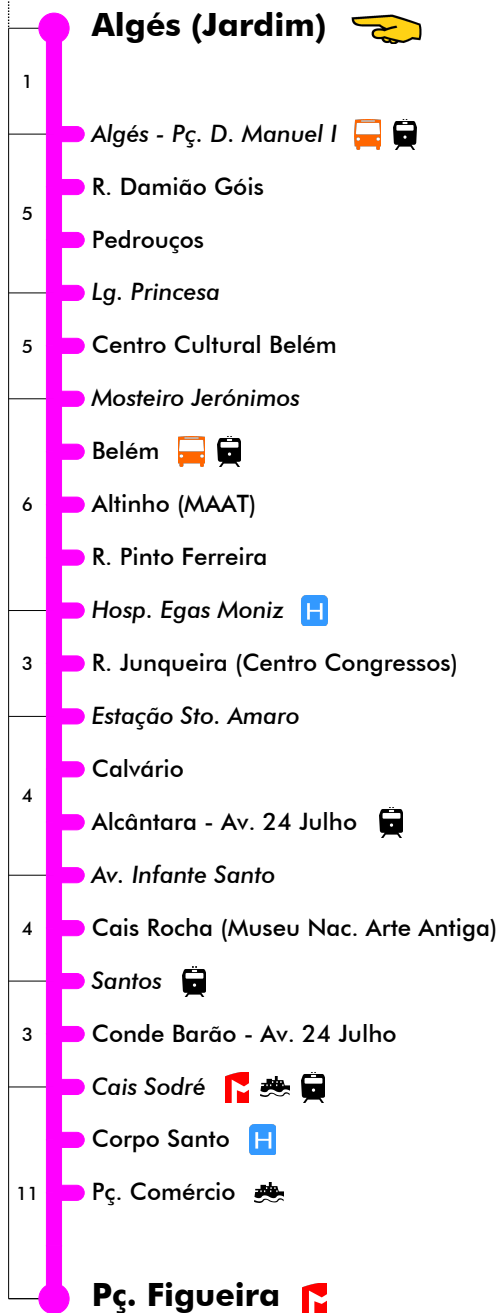 Algés (Jardim)
1
Algés - Pç. D. Manuel I
R. Damião Góis
5
Pedrouços
Lg. Princesa
5 Centro Cultural Belém
Mosteiro Jerónimos
Belém
6 Altinho (MAAT)
R. Pinto Ferreira
Hosp. Egas Moniz H
3 R. Junqueira (Centro Congressos)
Estação Sto. Amaro
Calvário
4
Alcântara - Av. 24 Julho
Av. Infante Santo
4 Cais Rocha (Museu Nac. Arte Antiga)
Santos
3 Conde Barão - Av. 24 Julho
Cais Sodré
Corpo Santo H
11 Pç. Comércio
Pç. Figueira